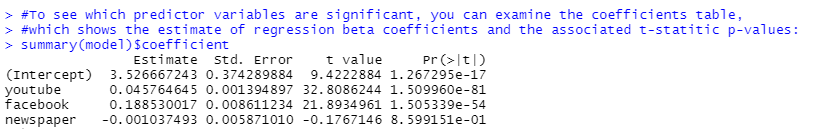 > #To see which predictor variables are significant, you can examine the coefficients table,
> #which shows the estimate of regression beta coefficients and the associated t-statitic p-values:
> summary(model)$coefficient
Estimate Std. Error t value Pr(>|t|)
(Intercept) 3.526667243 0.374289884 9.4222884 1.267295e-17
youtube 0.045764645 0.001394897 32.8086244 1.509960e-81
facebook 0.188530017 0.008611234 21.8934961 1.505339e-54
newspaper -0.001037493 0.005871010 -0.1767146 8.599151e-01